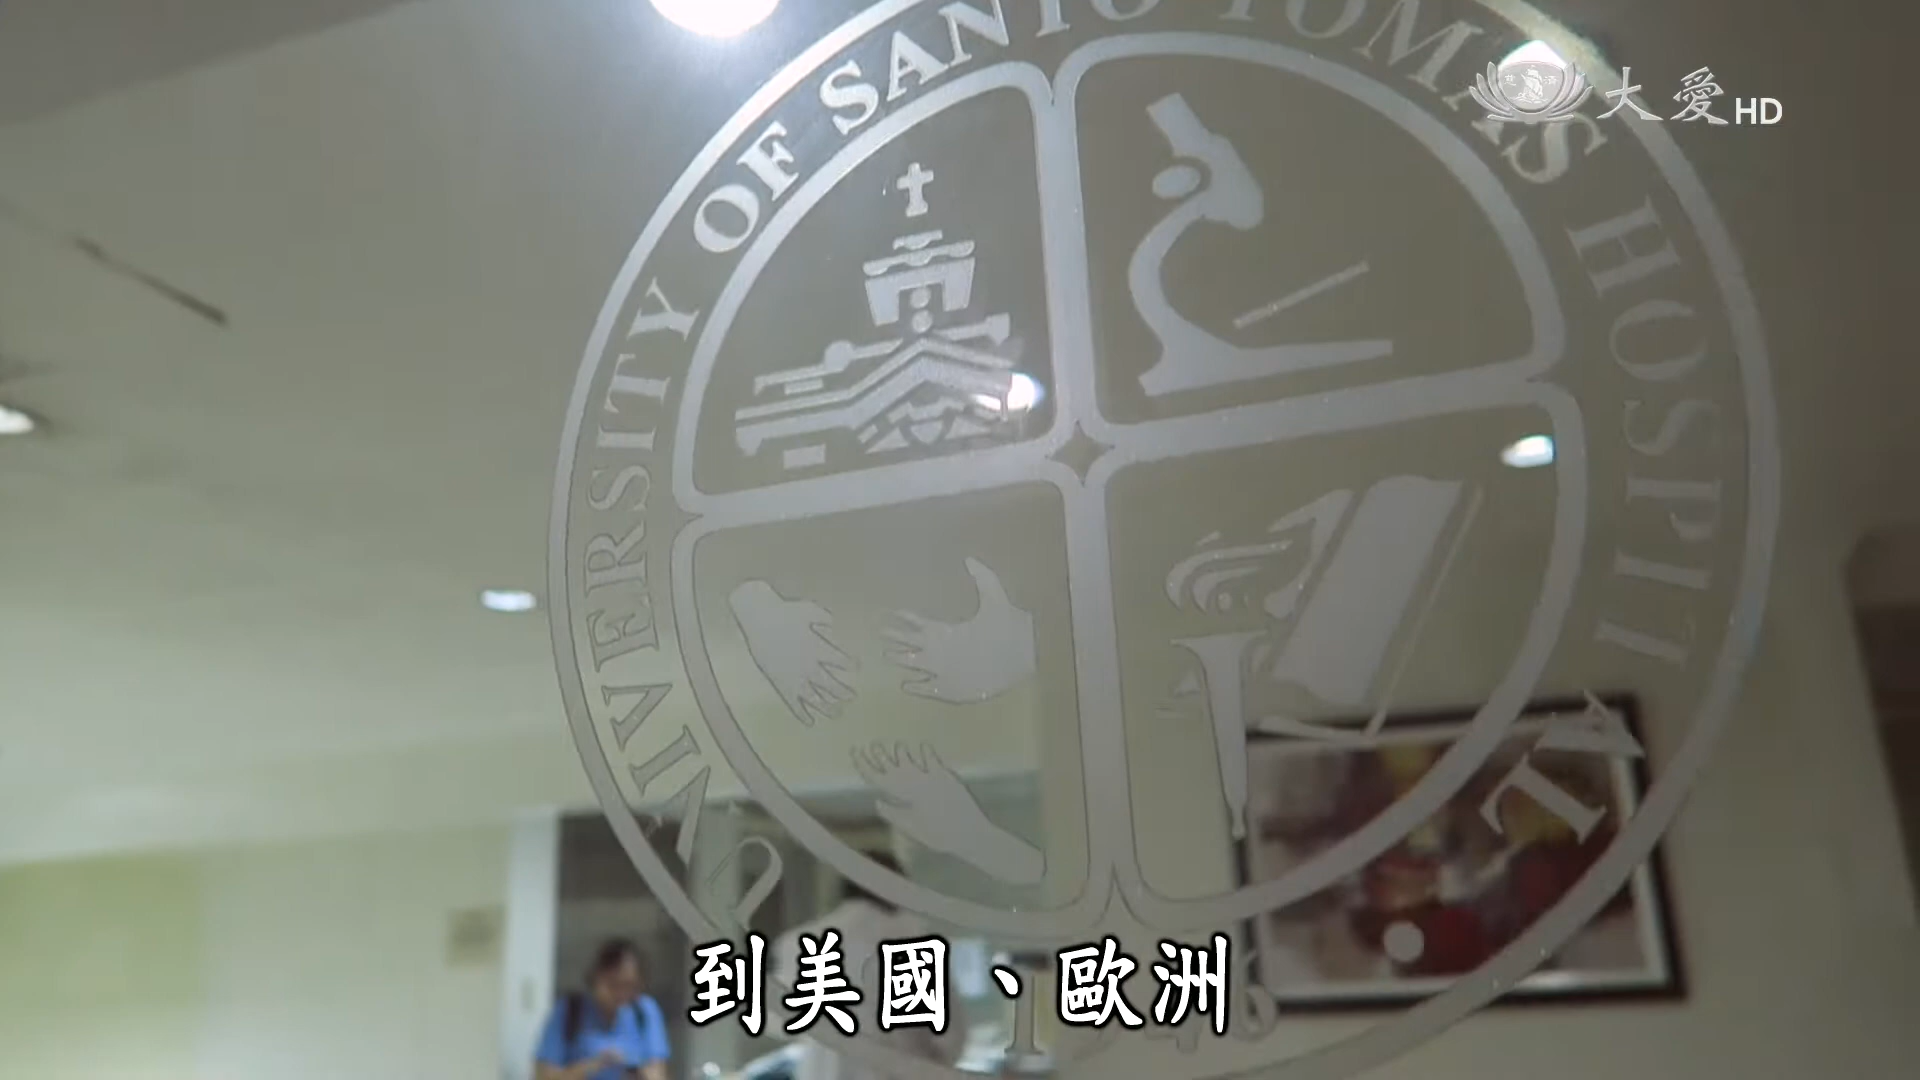 UNIVERSITY OF SANTO TOMAS HOSPITAL
大愛HD
到美國、歐洲